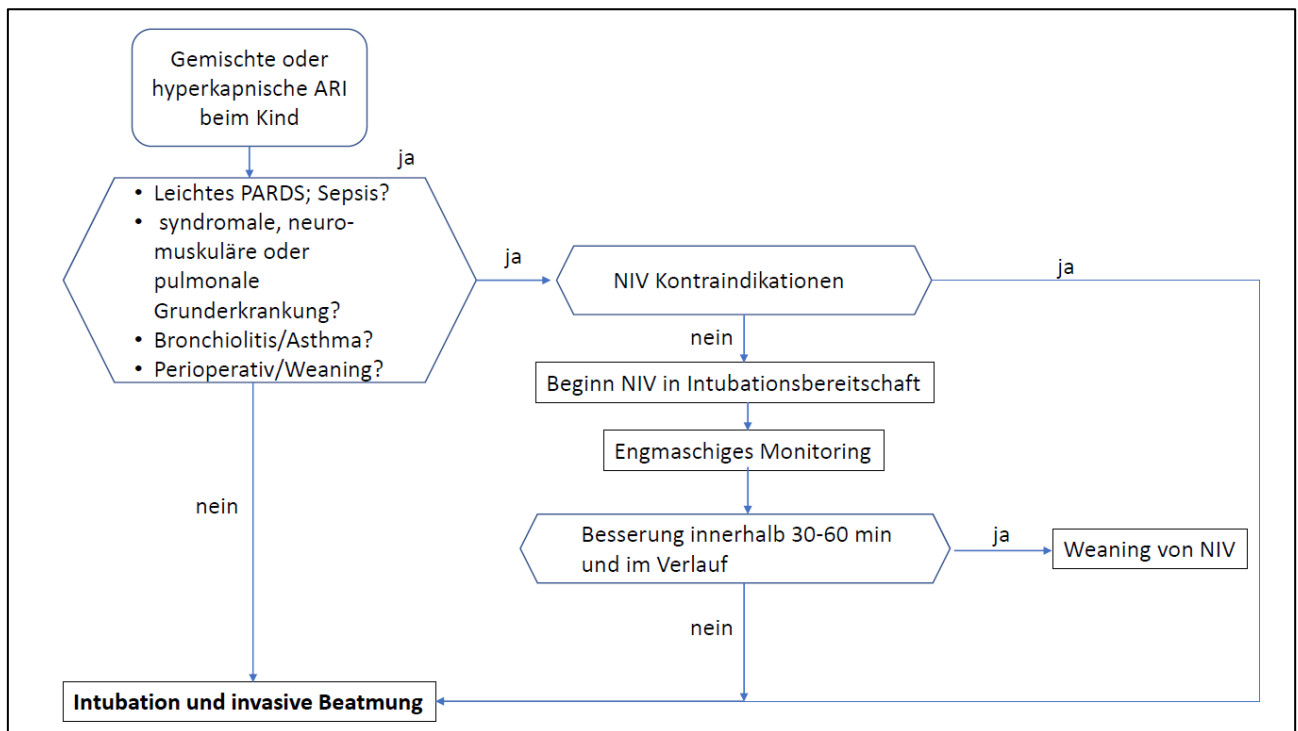 Gemischte oder
hyperkapnische ARI
beim Kind
ja
• Leichtes PARDS; Sepsis?
• syndromale, neuro-
muskuläre oder
pulmonale
Grunderkrankung?
• Bronchiolitis/Asthma?
• Perioperativ/Weaning?
ja
NIV Kontraindikationen
ja
nein
Beginn NIV in Intubationsbereitschaft
Engmaschiges Monitoring
nein
Besserung innerhalb 30-60 min
und im Verlauf
ja
Weaning von NIV
nein
Intubation und invasive Beatmung